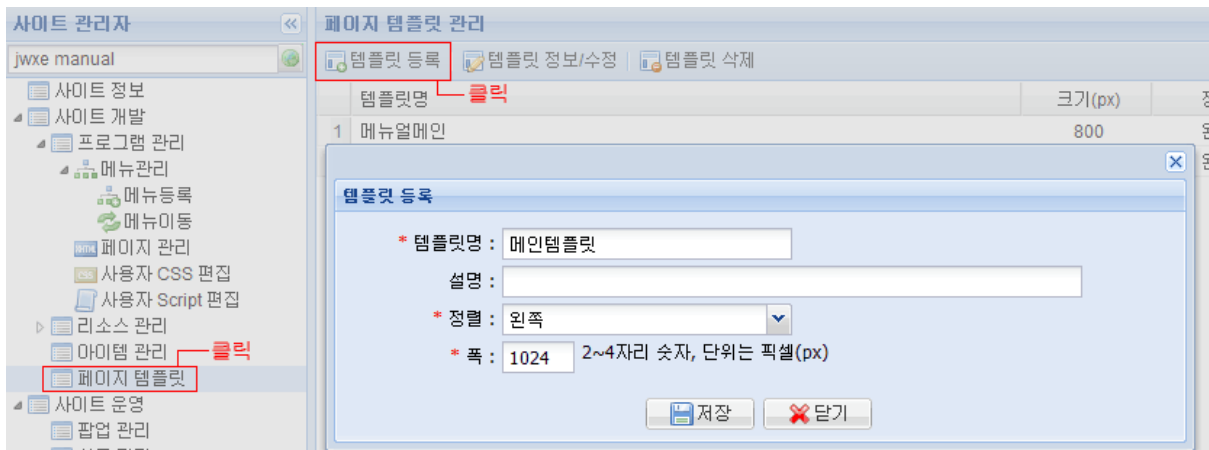 사이트 관리자
jwxe manual
사이트 정보
사이트 개발
프로그램 관리
메뉴관리
메뉴등록
메뉴이동
페이지 관리
사용자 CSS 편집
사용자 Script 편집
리소스 관리
아이템 관리
클릭
페이지 템플릿
사이트 운영
팝업 관리
페이지 템플릿 관리
템플릿 등록 템플릿 정보/수정 템플릿 삭제
클릭
템플릿명 크기(px)
1 메뉴얼메인 800
템플릿 등록
* 템플릿명 : 메인템플릿
설명 :
* 정렬 : 왼쪽
* 폭 : 1024 2~4자리 숫자, 단위는 픽셀(px)
저장 닫기